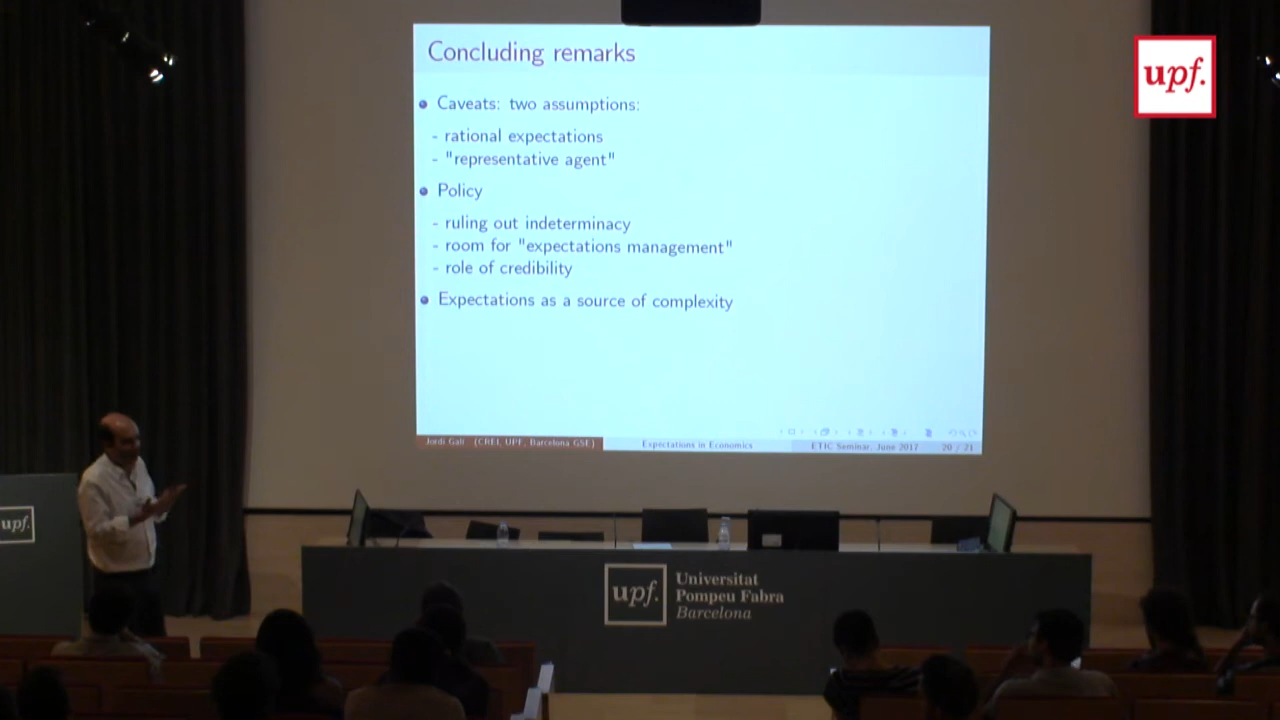 Concluding remarks
Caveats: two assumptions:
- rational expectations
- "representative agent"
Policy
- ruling out indeterminacy
- room for "expectations management"
- role of credibility
Expectations as a source of complexity
Jordi Galí (CREI, UPF, Barcelona GSE)
Expectations in Economics
ETIC Seminar, June 2017
20 / 21
upf.
upf.
upf.
Universitat
Pompeu Fabra
Barcelona